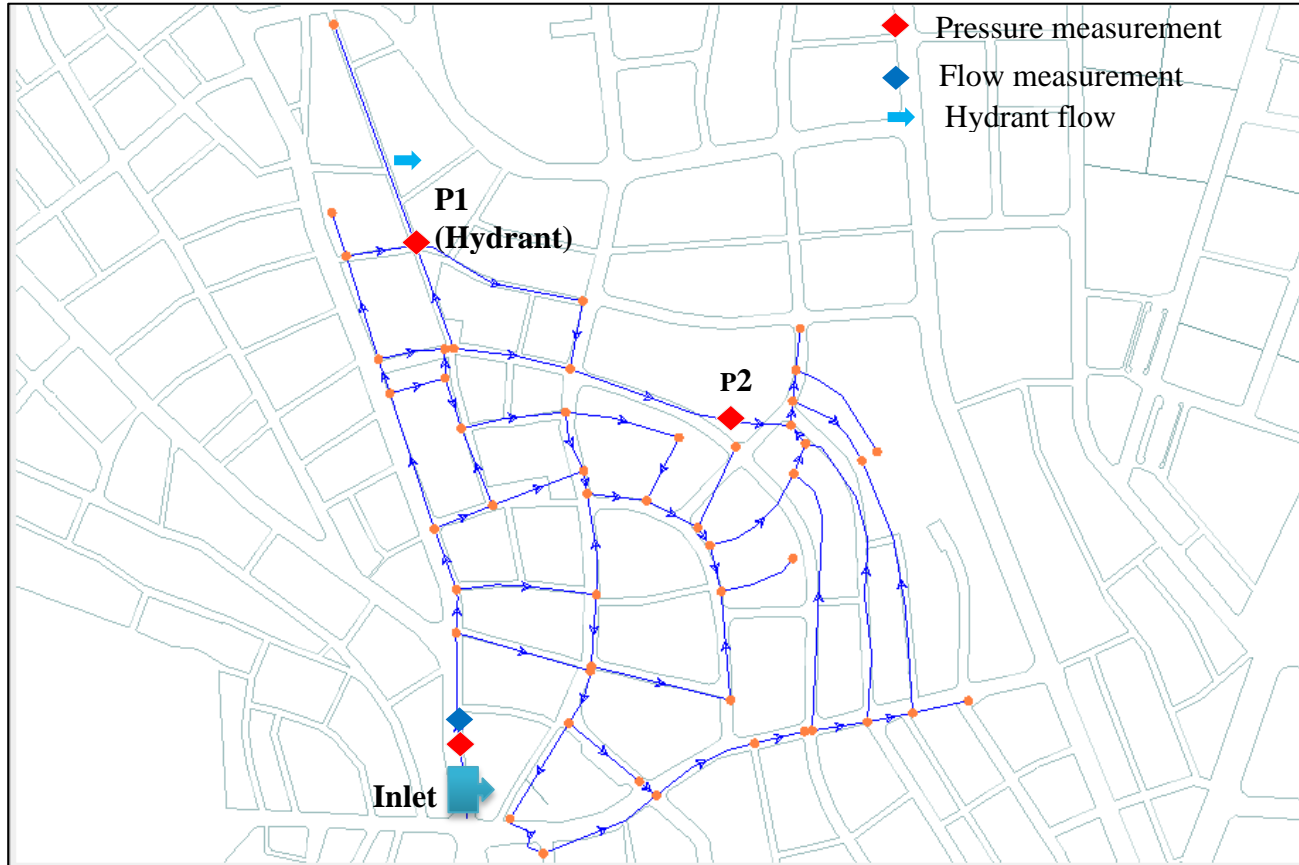 Pressure measurement
Flow measurement
Hydrant flow
P1
(Hydrant)
P2
Inlet